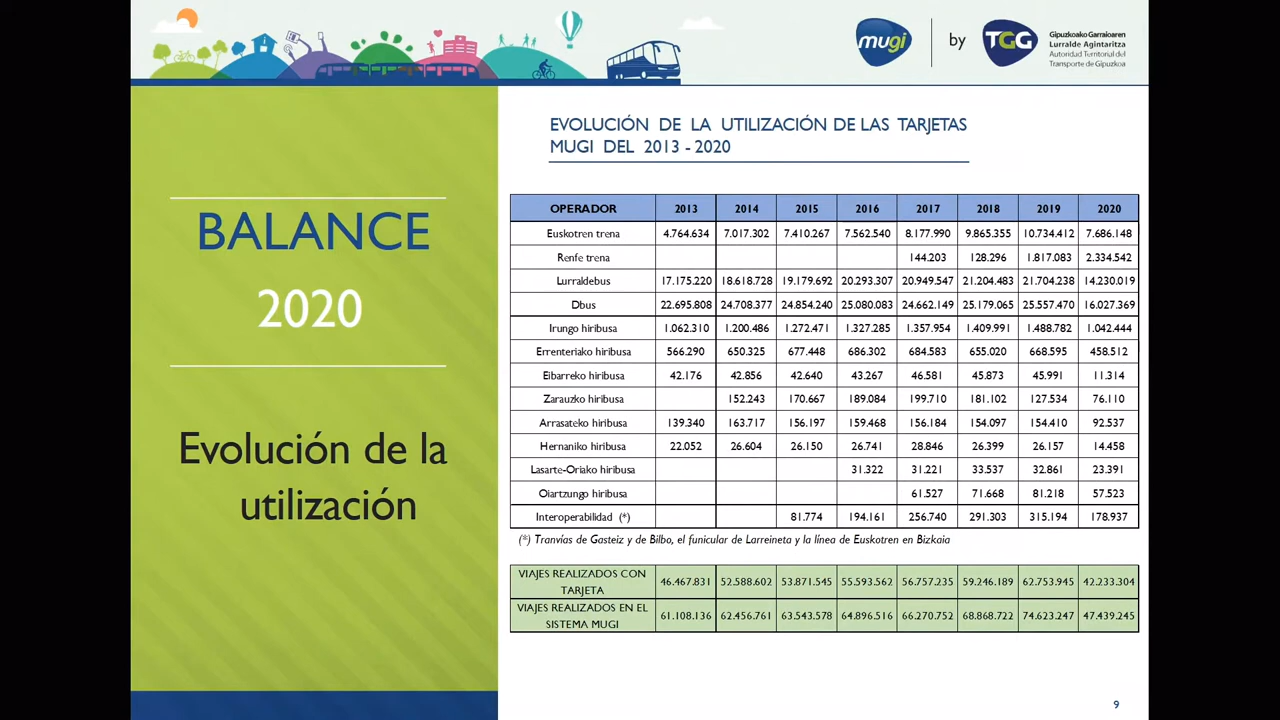 mugi
by
TGG
Gipuzkoako Garraioaren
Lurralde Agintaritza
Autoridad Territorial del
Transporte de Gipuzkoa
BALANCE
2020
Evolución de la
utilización
EVOLUCIÓN DE LA UTILIZACIÓN DE LAS TARJETAS
MUGI DEL 2013 - 2020
OPERADOR 2013 2014 2015 2016 2017 2018 2019 2020
Euskotren trena 4.764.634 7.017.302 7.410.267 7.562.540 8.177.990 9.865.355 10.734.412 7.686.148
Renfe trena 144.203 128.296 1.817.083 2.334.542
Lurraldebus 17.175.220 18.618.728 19.179.692 20.293.307 20.949.547 21.204.483 21.704.238 14.230.019
Dbus 22.695.808 24.708.377 24.854.240 25.080.083 24.662.149 25.179.065 25.557.470 16.027.369
Irungo hiribusa 1.062.310 1.200.486 1.272.471 1.327.285 1.357.954 1.409.991 1.488.782 1.042.444
Errenteriako hiribusa 566.290 650.325 677.448 686.302 684.583 655.020 668.595 458.512
Eibarreko hiribusa 42.176 42.856 42.640 43.267 46.581 45.873 45.991 11.314
Zarauzko hiribusa 152.243 170.667 189.084 199.710 181.102 127.534 76.110
Arrasateko hiribusa 139.340 163.717 156.197 159.468 156.184 154.097 154.410 92.537
Hernaniko hiribusa 22.052 26.604 26.150 26.741 28.846 26.399 26.157 14.458
Lasarte-Oriako hiribusa 31.322 31.221 33.537 32.861 23.391
Oiartzungo hiribusa 61.527 71.668 81.218 57.523
Interoperabilidad (*) 81.774 194.161 256.740 291.303 315.194 178.937
(*) Tranvías de Gasteiz y de Bilbo, el funicular de Larreineta y la línea de Euskotren en Bizkaia
VIAJES REALIZADOS CON
TARJETA 46.467.831 52.588.602 53.871.545 55.593.562 56.757.235 59.246.189 62.753.945 42.233.304
VIAJES REALIZADOS EN EL
SISTEMA MUGI 61.108.136 62.456.761 63.543.578 64.896.516 66.270.752 68.868.722 74.623.247 47.439.245
9